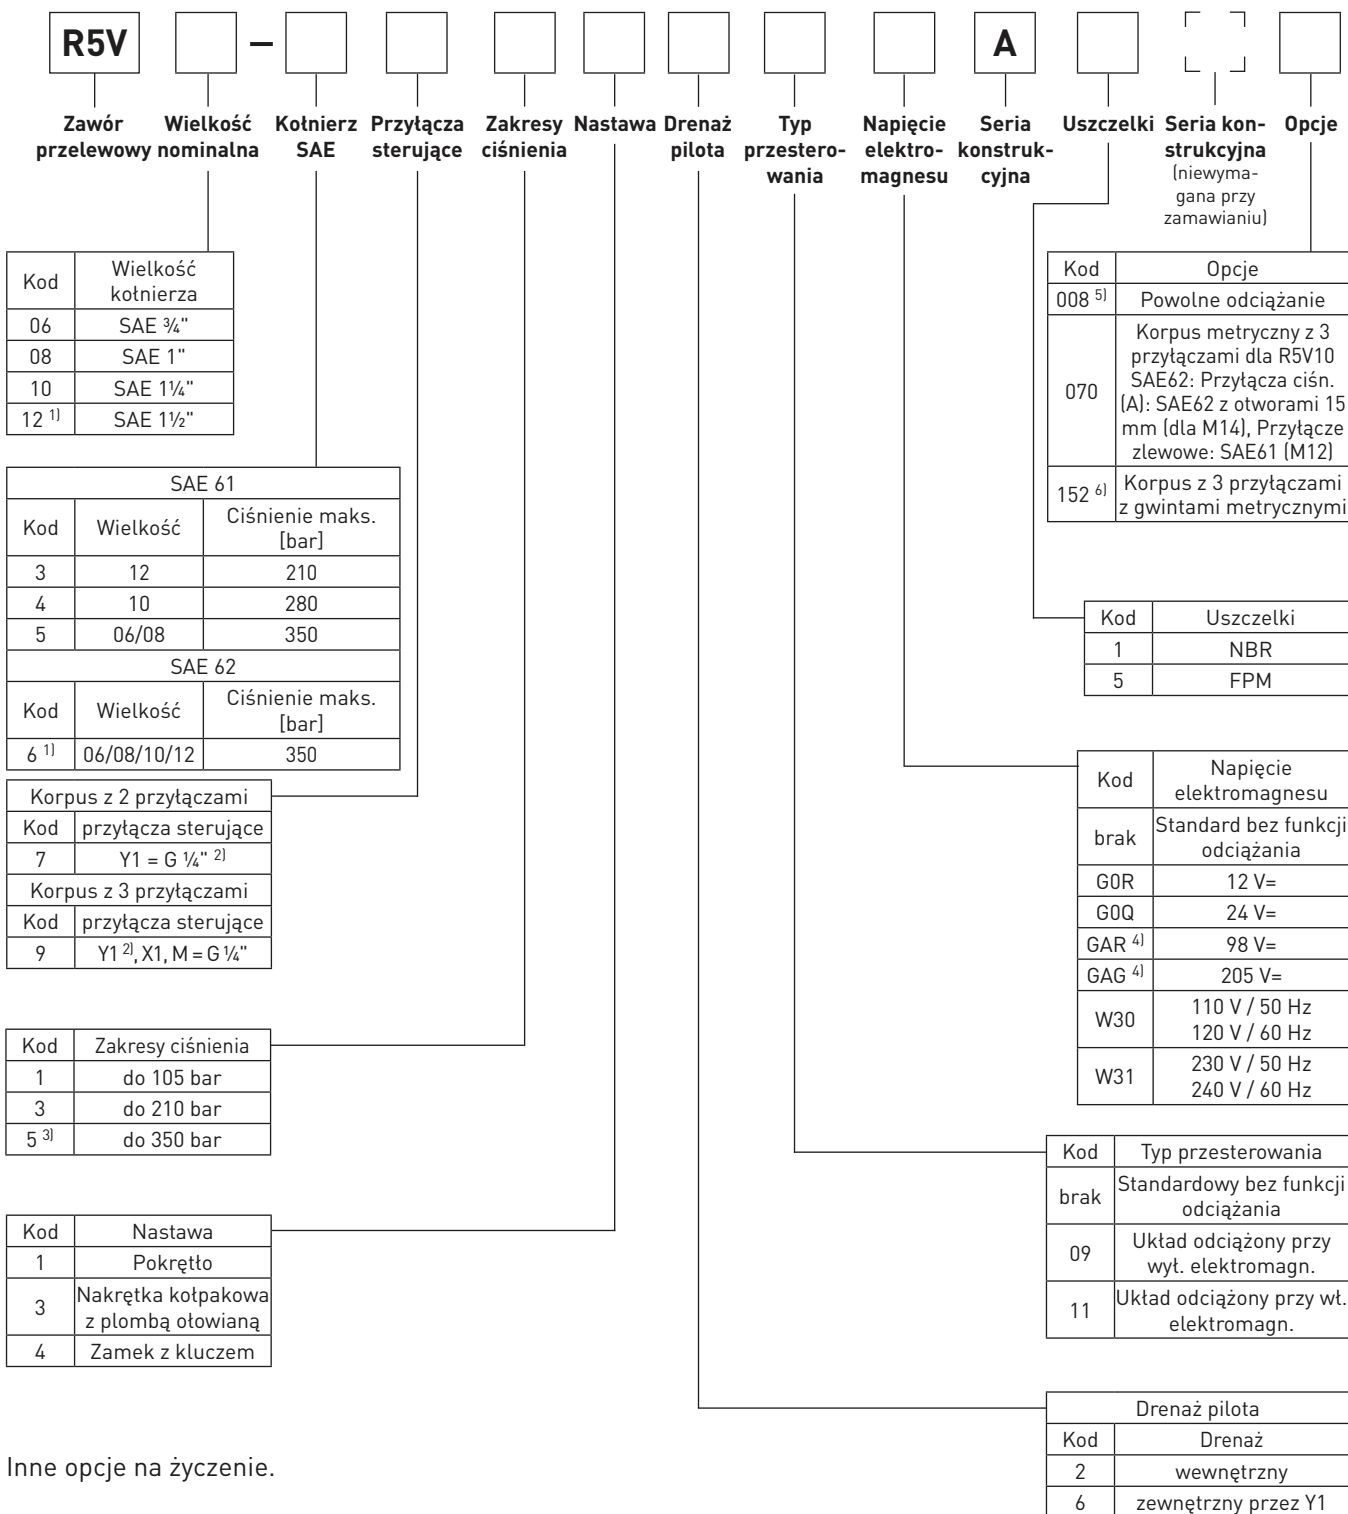 R5V – A
Zawór przelewowy
Wielkość nominalna
Kołnierz SAE
Przyłącza sterujące
Zakresy ciśnienia
Nastawa
Drenaż pilota
Typ przestero-
wania
Napięcie elektro-
magnesu
Seria konstruk-
cyjna
Uszczelki
Seria kon-
strukcyjna
(niewyma-
gana przy
zamawianiu)
Opcje
Kod Wielkość kołnierza
06 SAE ¾"
08 SAE 1"
10 SAE 1¼"
12 1) SAE 1½"
SAE 61
Kod Wielkość Ciśnienie maks. [bar]
3 12 210
4 10 280
5 06/08 350
SAE 62
Kod Wielkość Ciśnienie maks. [bar]
6 1) 06/08/10/12 350
Korpus z 2 przyłączami
Kod przyłącza sterujące
7 Y1 = G ¼" 2)
Korpus z 3 przyłączami
Kod przyłącza sterujące
9 Y1 2), X1, M = G ¼"
Kod Zakresy ciśnienia
1 do 105 bar
3 do 210 bar
5 3) do 350 bar
Kod Nastawa
1 Pokrętło
3 Nakrętka kołpakowa
z plombą ołowianą
4 Zamek z kluczem
Inne opcje na życzenie.
Kod Opcje
008 5) Powolne odciążanie
070 Korpus metryczny z 3
przyłączami dla R5V10
SAE62: Przyłącza ciśn.
(A): SAE62 z otworami 15
mm (dla M14), Przyłącze
zlewowe: SAE61 (M12)
152 6) Korpus z 3 przyłączami
z gwintami metrycznymi
Kod Uszczelki
1 NBR
5 FPM
Kod Napięcie elektromagnesu
brak Standard bez funkcji
odciążania
G0R 12 V=
G0Q 24 V=
GAR 4) 98 V=
GAG 4) 205 V=
W30 110 V / 50 Hz
120 V / 60 Hz
W31 230 V / 50 Hz
240 V / 60 Hz
Kod Typ przesterowania
brak Standardowy bez funkcji
odciążania
09 Układ odciążony przy
wył. elektromagn.
11 Układ odciążony przy wł.
elektromagn.
Drenaż pilota
Kod Drenaż
2 wewnętrzny
6 zewnętrzny przez Y1